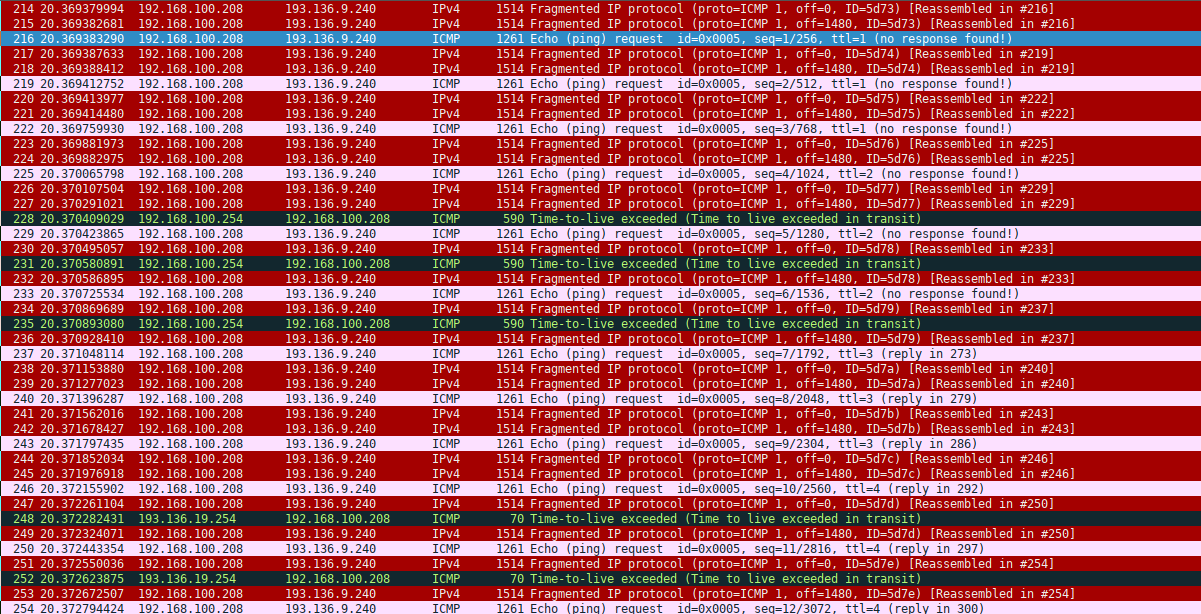 214 20.369379994 192.168.100.208 193.136.9.240 IPv4 1514 Fragmented IP protocol (proto=ICMP 1, off=0, ID=5d73) [Reassembled in #216]
215 20.369382681 192.168.100.208 193.136.9.240 IPv4 1514 Fragmented IP protocol (proto=ICMP 1, off=1480, ID=5d73) [Reassembled in #216]
216 20.369383290 192.168.100.208 193.136.9.240 ICMP 1261 Echo (ping) request id=0x0005, seq=1/256, ttl=1 (no response found!)
217 20.369387633 192.168.100.208 193.136.9.240 IPv4 1514 Fragmented IP protocol (proto=ICMP 1, off=0, ID=5d74) [Reassembled in #219]
218 20.369388412 192.168.100.208 193.136.9.240 IPv4 1514 Fragmented IP protocol (proto=ICMP 1, off=1480, ID=5d74) [Reassembled in #219]
219 20.369412752 192.168.100.208 193.136.9.240 ICMP 1261 Echo (ping) request id=0x0005, seq=2/512, ttl=1 (no response found!)
220 20.369413977 192.168.100.208 193.136.9.240 IPv4 1514 Fragmented IP protocol (proto=ICMP 1, off=0, ID=5d75) [Reassembled in #222]
221 20.369414480 192.168.100.208 193.136.9.240 IPv4 1514 Fragmented IP protocol (proto=ICMP 1, off=1480, ID=5d75) [Reassembled in #222]
222 20.369759930 192.168.100.208 193.136.9.240 ICMP 1261 Echo (ping) request id=0x0005, seq=3/768, ttl=1 (no response found!)
223 20.369881973 192.168.100.208 193.136.9.240 IPv4 1514 Fragmented IP protocol (proto=ICMP 1, off=0, ID=5d76) [Reassembled in #225]
224 20.369882975 192.168.100.208 193.136.9.240 IPv4 1514 Fragmented IP protocol (proto=ICMP 1, off=1480, ID=5d76) [Reassembled in #225]
225 20.370065798 192.168.100.208 193.136.9.240 ICMP 1261 Echo (ping) request id=0x0005, seq=4/1024, ttl=2 (no response found!)
226 20.370107504 192.168.100.208 193.136.9.240 IPv4 1514 Fragmented IP protocol (proto=ICMP 1, off=0, ID=5d77) [Reassembled in #229]
227 20.370291021 192.168.100.208 193.136.9.240 IPv4 1514 Fragmented IP protocol (proto=ICMP 1, off=1480, ID=5d77) [Reassembled in #229]
228 20.370409029 192.168.100.254 192.168.100.208 ICMP 590 Time-to-live exceeded (Time to live exceeded in transit)
229 20.370423865 192.168.100.208 193.136.9.240 ICMP 1261 Echo (ping) request id=0x0005, seq=5/1280, ttl=2 (no response found!)
230 20.370495057 192.168.100.208 193.136.9.240 IPv4 1514 Fragmented IP protocol (proto=ICMP 1, off=0, ID=5d78) [Reassembled in #233]
231 20.370580891 192.168.100.254 192.168.100.208 ICMP 590 Time-to-live exceeded (Time to live exceeded in transit)
232 20.370586895 192.168.100.208 193.136.9.240 IPv4 1514 Fragmented IP protocol (proto=ICMP 1, off=1480, ID=5d78) [Reassembled in #233]
233 20.370725534 192.168.100.208 193.136.9.240 ICMP 1261 Echo (ping) request id=0x0005, seq=6/1536, ttl=2 (no response found!)
234 20.370869689 192.168.100.208 193.136.9.240 IPv4 1514 Fragmented IP protocol (proto=ICMP 1, off=0, ID=5d79) [Reassembled in #237]
235 20.370893080 192.168.100.254 192.168.100.208 ICMP 590 Time-to-live exceeded (Time to live exceeded in transit)
236 20.370928410 192.168.100.208 193.136.9.240 IPv4 1514 Fragmented IP protocol (proto=ICMP 1, off=1480, ID=5d79) [Reassembled in #237]
237 20.371048114 192.168.100.208 193.136.9.240 ICMP 1261 Echo (ping) request id=0x0005, seq=7/1792, ttl=3 (reply in 273)
238 20.371153880 192.168.100.208 193.136.9.240 IPv4 1514 Fragmented IP protocol (proto=ICMP 1, off=0, ID=5d7a) [Reassembled in #240]
239 20.371277023 192.168.100.208 193.136.9.240 IPv4 1514 Fragmented IP protocol (proto=ICMP 1, off=1480, ID=5d7a) [Reassembled in #240]
240 20.371396287 192.168.100.208 193.136.9.240 ICMP 1261 Echo (ping) request id=0x0005, seq=8/2048, ttl=3 (reply in 279)
241 20.371562016 192.168.100.208 193.136.9.240 IPv4 1514 Fragmented IP protocol (proto=ICMP 1, off=0, ID=5d7b) [Reassembled in #243]
242 20.371678427 192.168.100.208 193.136.9.240 IPv4 1514 Fragmented IP protocol (proto=ICMP 1, off=1480, ID=5d7b) [Reassembled in #243]
243 20.371797435 192.168.100.208 193.136.9.240 ICMP 1261 Echo (ping) request id=0x0005, seq=9/2304, ttl=3 (reply in 286)
244 20.371852034 192.168.100.208 193.136.9.240 IPv4 1514 Fragmented IP protocol (proto=ICMP 1, off=0, ID=5d7c) [Reassembled in #246]
245 20.371976918 192.168.100.208 193.136.9.240 IPv4 1514 Fragmented IP protocol (proto=ICMP 1, off=1480, ID=5d7c) [Reassembled in #246]
246 20.372155902 192.168.100.208 193.136.9.240 ICMP 1261 Echo (ping) request id=0x0005, seq=10/2560, ttl=4 (reply in 292)
247 20.372261104 192.168.100.208 193.136.9.240 IPv4 1514 Fragmented IP protocol (proto=ICMP 1, off=0, ID=5d7d) [Reassembled in #250]
248 20.372282431 193.136.19.254 192.168.100.208 ICMP 70 Time-to-live exceeded (Time to live exceeded in transit)
249 20.372324071 192.168.100.208 193.136.9.240 IPv4 1514 Fragmented IP protocol (proto=ICMP 1, off=1480, ID=5d7d) [Reassembled in #250]
250 20.372443354 192.168.100.208 193.136.9.240 ICMP 1261 Echo (ping) request id=0x0005, seq=11/2816, ttl=4 (reply in 297)
251 20.372550036 192.168.100.208 193.136.9.240 IPv4 1514 Fragmented IP protocol (proto=ICMP 1, off=0, ID=5d7e) [Reassembled in #254]
252 20.372623875 193.136.19.254 192.168.100.208 ICMP 70 Time-to-live exceeded (Time to live exceeded in transit)
253 20.372672507 192.168.100.208 193.136.9.240 IPv4 1514 Fragmented IP protocol (proto=ICMP 1, off=1480, ID=5d7e) [Reassembled in #254]
254 20.372794424 192.168.100.208 193.136.9.240 ICMP 1261 Echo (ping) request id=0x0005, seq=12/3072, ttl=4 (reply in 300)